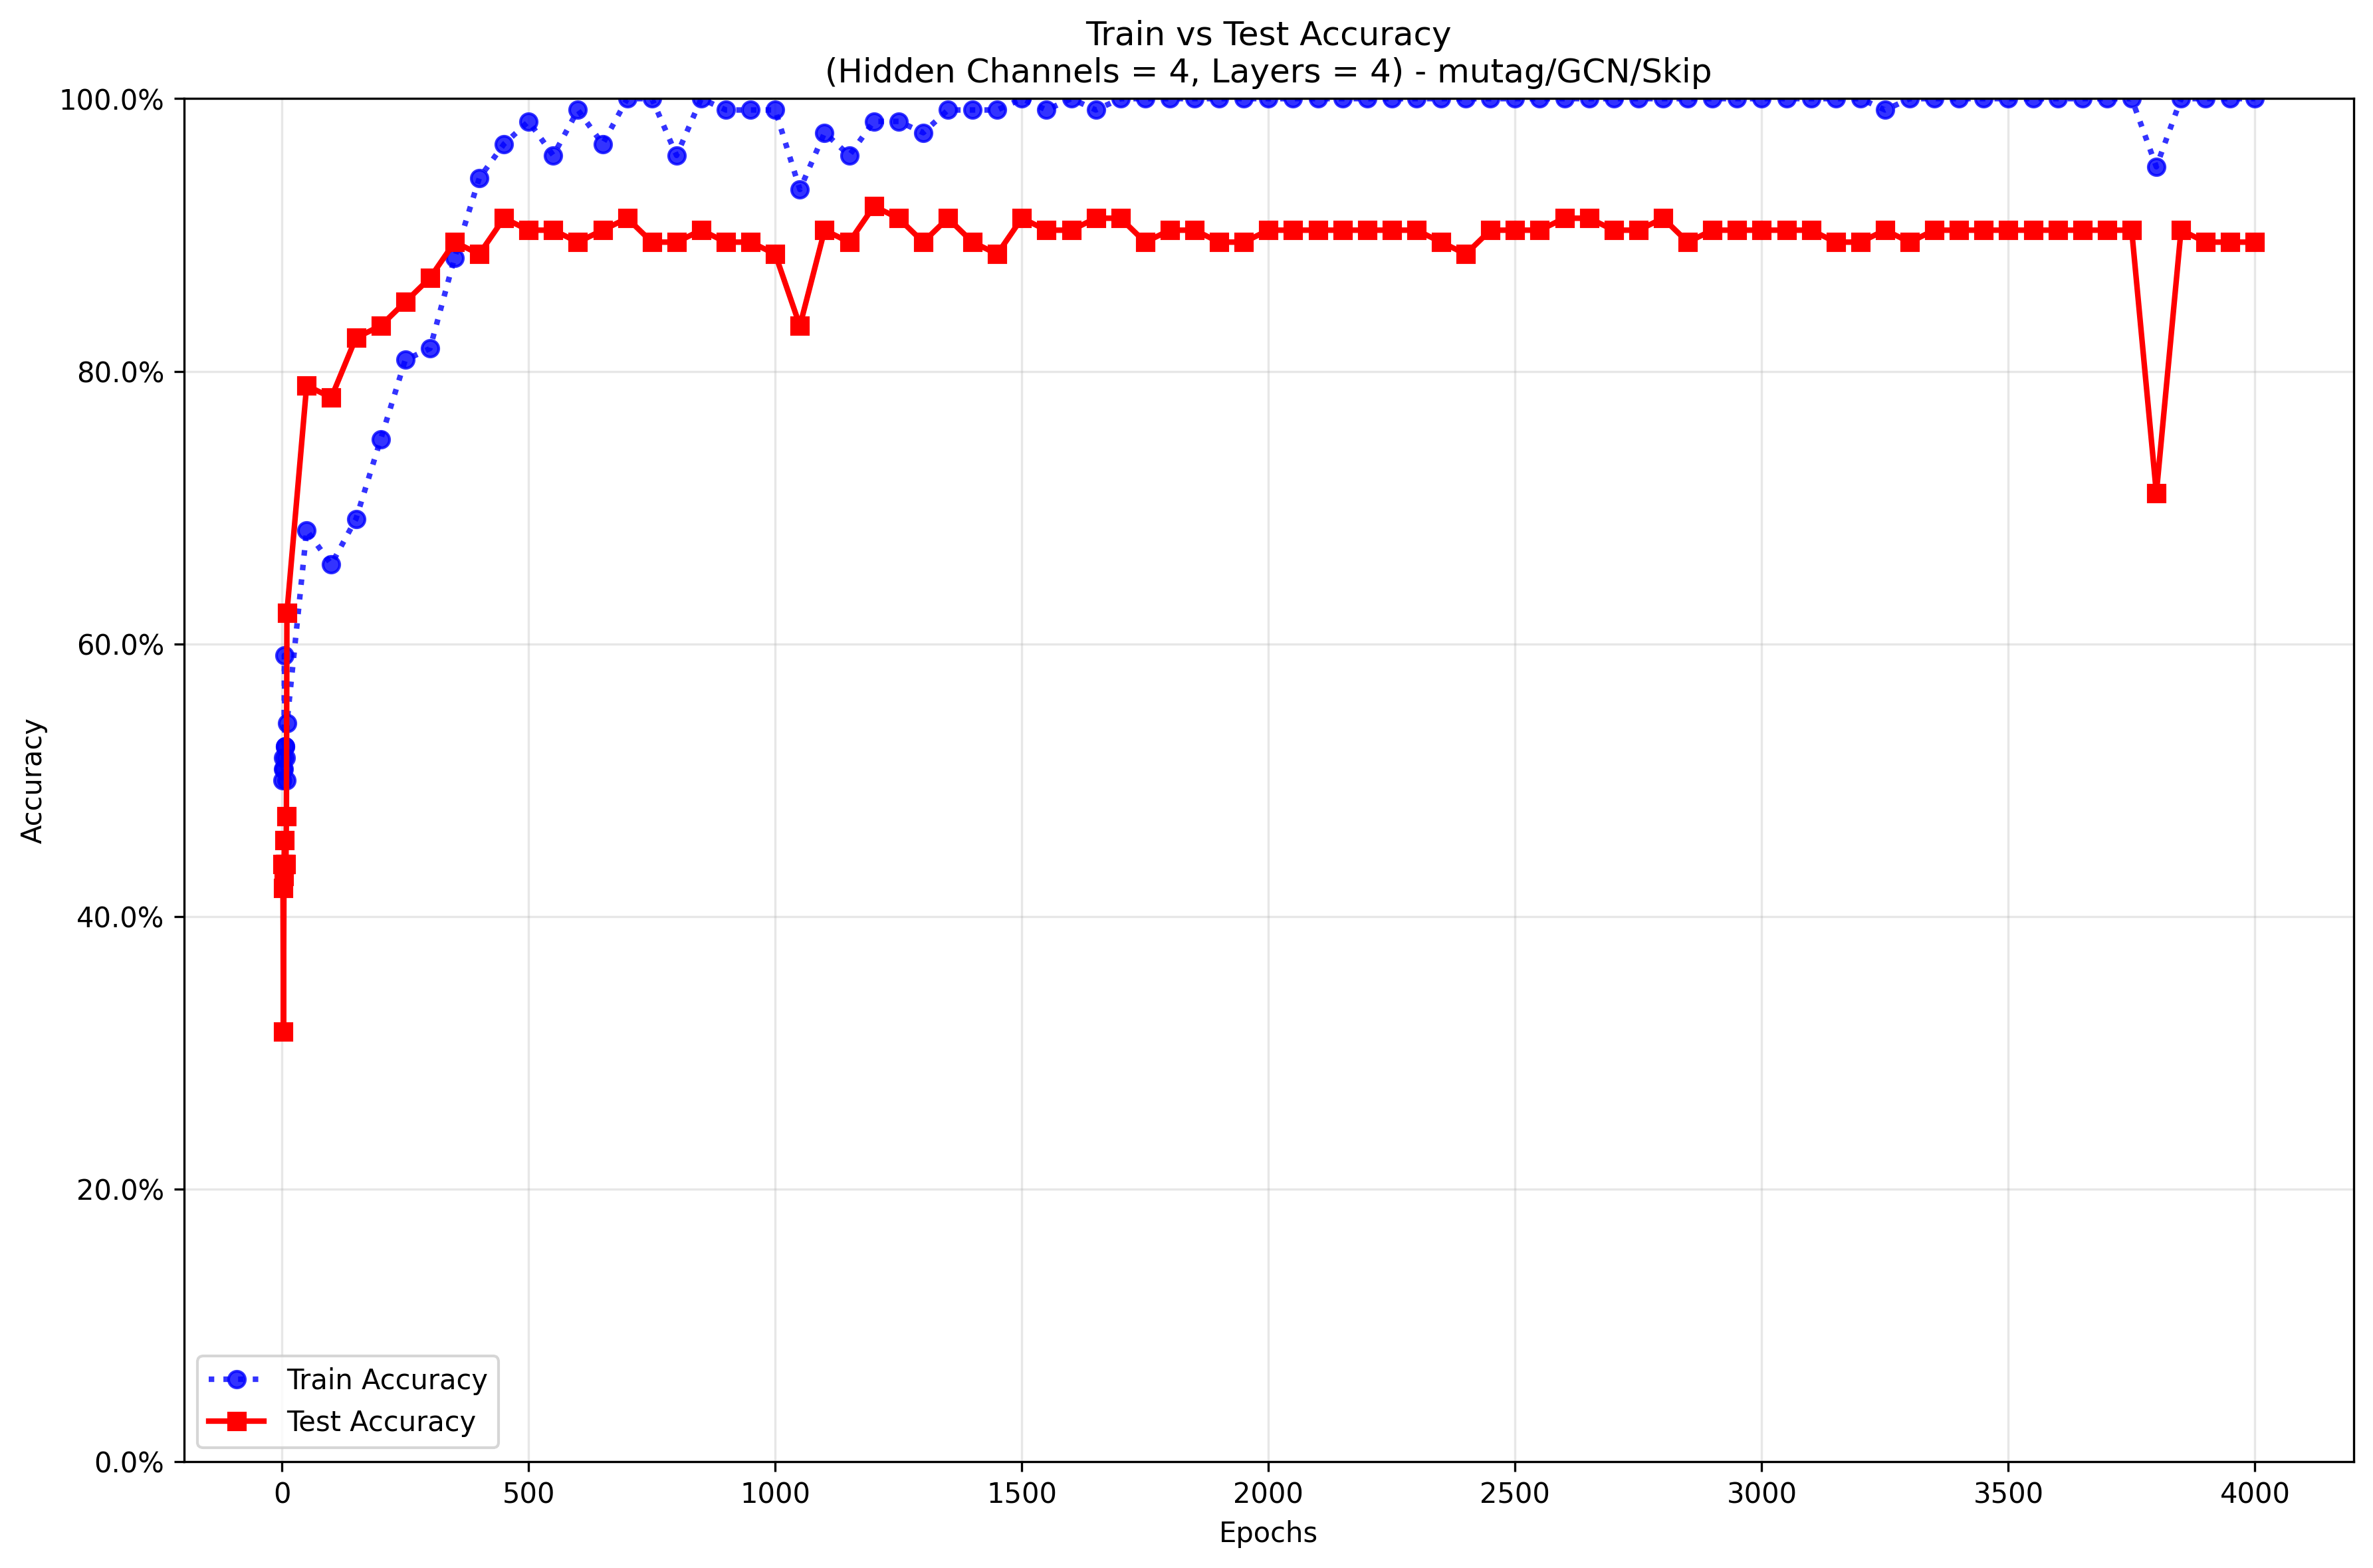 Train vs Test Accuracy
(Hidden Channels = 4, Layers = 4) - mutag/GCN/Skip
100.0%
80.0%
60.0%
40.0%
20.0%
0.0%
Accuracy
Train Accuracy
Test Accuracy
0 500 1000 1500 2000 2500 3000 3500 4000
Epochs